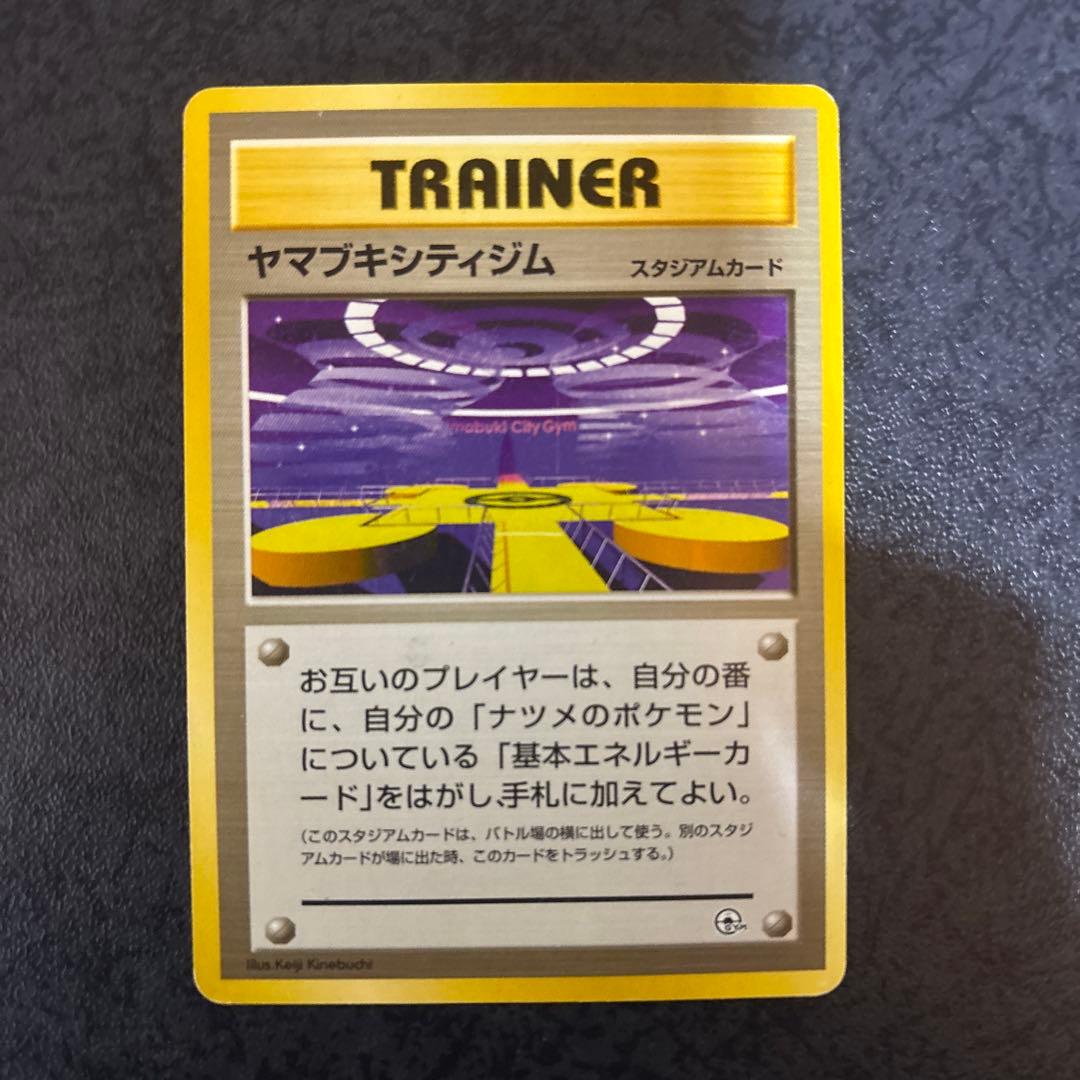 TRAINER
ヤマブキシティジム
スタジアムカード
mabuki City Gym
お互いのプレイヤーは、自分の番
に、自分の「ナツメのポケモン」
についている「基本エネルギーカ
ード」をはがし、手札に加えてよい。
(このスタジアムカードは、バトル場の横に出して使う。別のスタジ
アムカードが場に出た時、このカードをトラッシュする。)
GYM
Illus. Keiji Kinebuchi